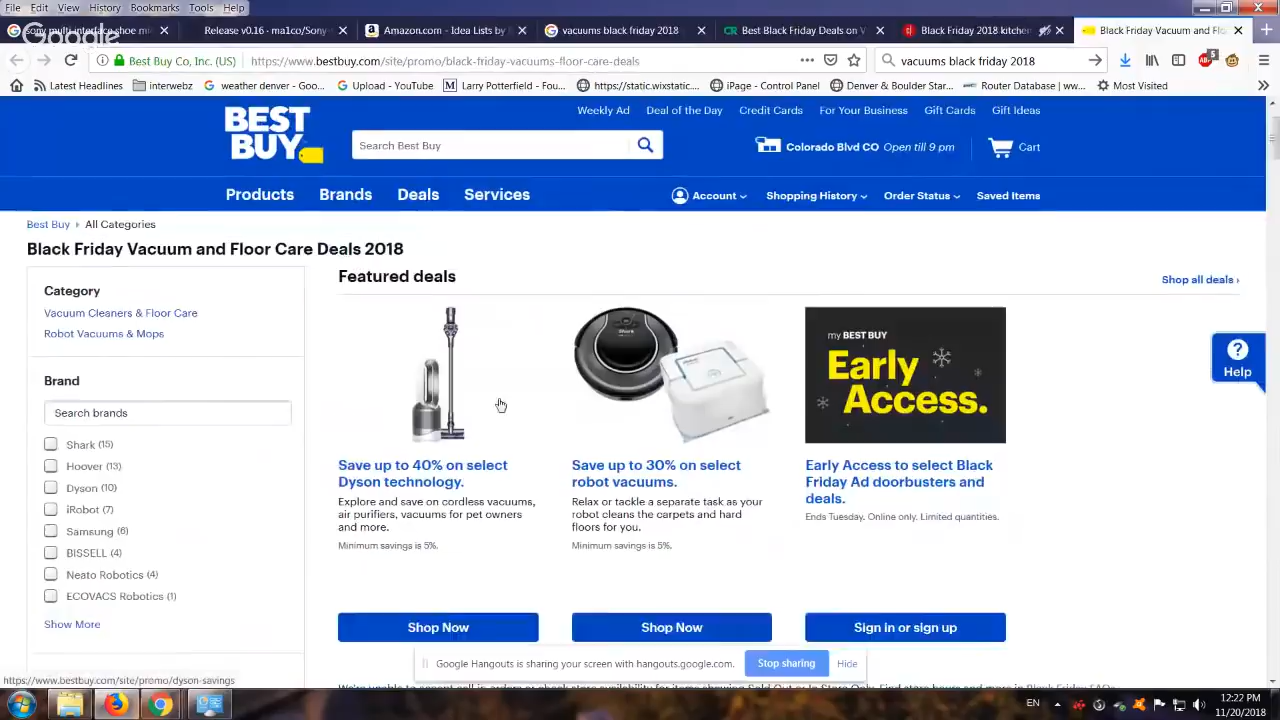 File Edit View History Bookmarks Tools Help
Google
sony multi interface shoe mi
Release v0.16 · ma1co/Sony
Amazon.com - Idea Lists by
vacuums black friday 2018
Best Black Friday Deals on V
Black Friday 2018 kitchen
Black Friday Vacuum and Flo
Best Buy Co, Inc. (US)
https://www.bestbuy.com/site/promo/black-friday-vacuums-floor-care-deals
vacuums black friday 2018
5
Latest Headlines
interwebz
weather denver - Goo...
Upload - YouTube
Larry Potterfield - Fou...
https://static.wixstatic....
iPage - Control Panel
Denver & Boulder Star...
Router Database | ww...
Most Visited
Weekly Ad
Deal of the Day
Credit Cards
For Your Business
Gift Cards
Gift Ideas
BEST BUY
Search Best Buy
Colorado Blvd CO Open till 9 pm
Cart
Products
Brands
Deals
Services
Account
Shopping History
Order Status
Saved Items
Best Buy
All Categories
Black Friday Vacuum and Floor Care Deals 2018
Category
Vacuum Cleaners & Floor Care
Robot Vacuums & Mops
Brand
Search brands
Shark (15)
Hoover (13)
Dyson (10)
iRobot (7)
Samsung (6)
BISSELL (4)
Neato Robotics (4)
ECOVACS Robotics (1)
Show More
Featured deals
Shop all deals ›
Save up to 40% on select
Dyson technology.
Explore and save on cordless vacuums,
air purifiers, vacuums for pet owners
and more.
Minimum savings is 5%.
Shop Now
Shark
Save up to 30% on select
robot vacuums.
Relax or tackle a separate task as your
robot cleans the carpets and hard
floors for you.
Minimum savings is 5%.
Shop Now
my BEST BUY
Early
Access.
Early Access to select Black
Friday Ad doorbusters and
deals.
Ends Tuesday. Online only. Limited quantities.
Sign in or sign up
? Help
Google Hangouts is sharing your screen with hangouts.google.com.
Stop sharing
Hide
https://www.bestbuy.com/site/promo/dyson-savings
EN
12:22 PM
11/20/2018